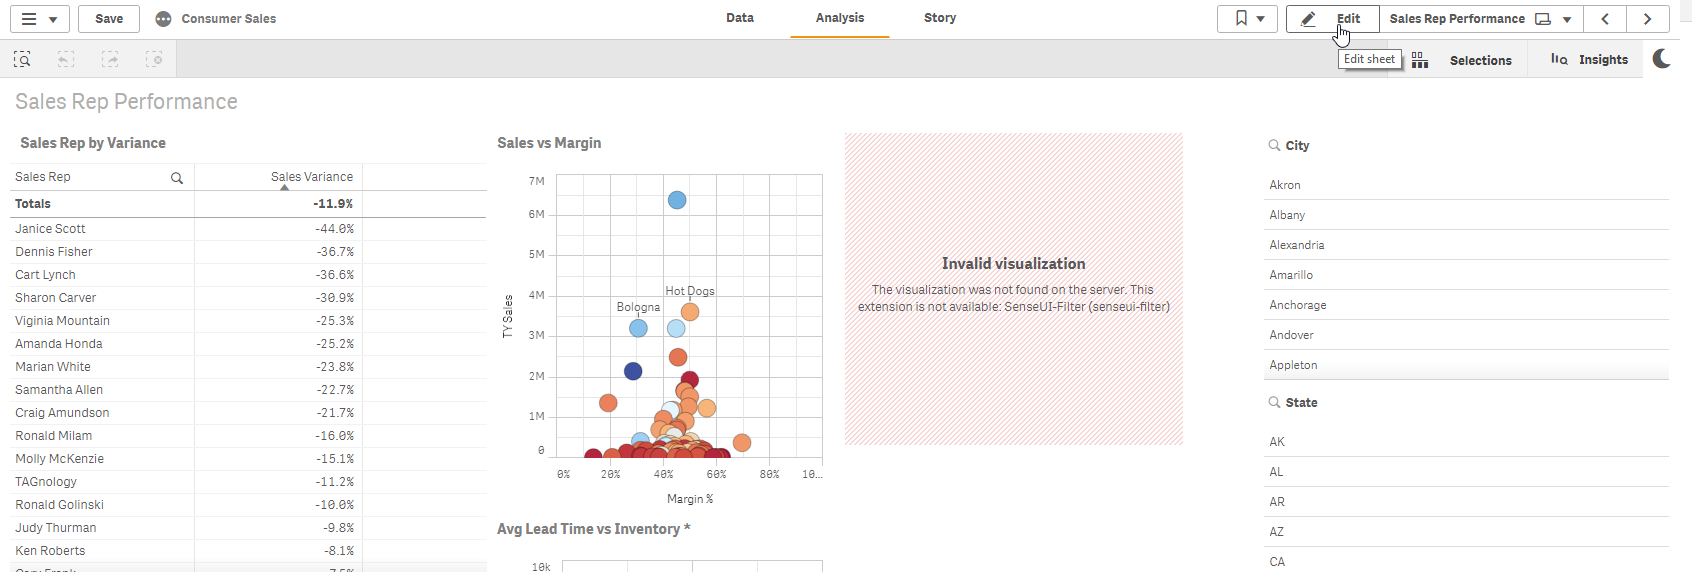 Save
Consumer Sales
Data
Analysis
Story
Edit
Sales Rep Performance
Edit sheet
Selections
Insights
Sales Rep Performance
Sales Rep by Variance
Sales Rep
Sales Variance
Totals -11.9%
Janice Scott -44.0%
Dennis Fisher -36.7%
Cart Lynch -36.6%
Sharon Carver -30.9%
Viginia Mountain -25.3%
Amanda Honda -25.2%
Marian White -23.8%
Samantha Allen -22.7%
Craig Amundson -21.7%
Ronald Milam -16.0%
Molly McKenzie -15.1%
TAGnology -11.2%
Ronald Golinski -10.0%
Judy Thurman -9.8%
Ken Roberts -8.1%
Sales vs Margin
7M
6M
5M
4M
3M
2M
1M
0
TY Sales
Hot Dogs
Bologna
0% 20% 40% 60% 80% 10...
Margin %
Avg Lead Time vs Inventory *
10k
Invalid visualization
The visualization was not found on the server. This
extension is not available: SenseUI-Filter (senseui-filter)
City
Akron
Albany
Alexandria
Amarillo
Anchorage
Andover
Appleton
State
AK
AL
AR
AZ
CA